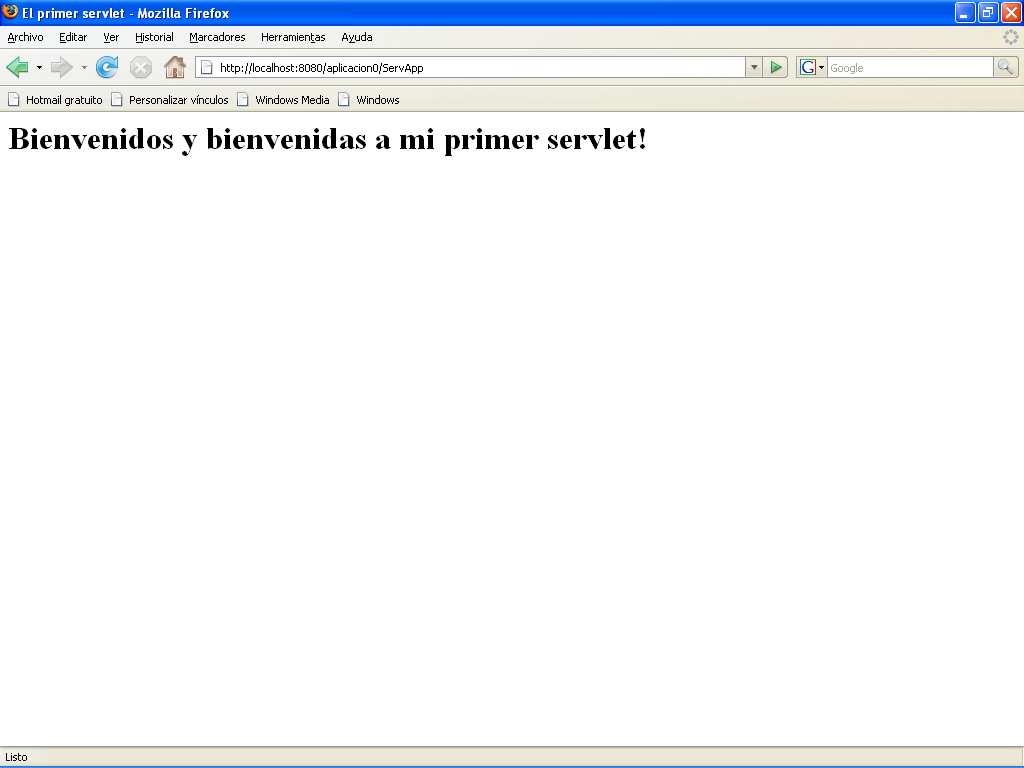 El primer servlet - Mozilla Firefox
Archivo Editar Ver Historial Marcadores Herramientas Ayuda
http://localhost:8080/aplicacion0/ServApp G Google
Hotmail gratuito Personalizar vínculos Windows Media Windows
Bienvenidos y bienvenidas a mi primer servlet!
Listo